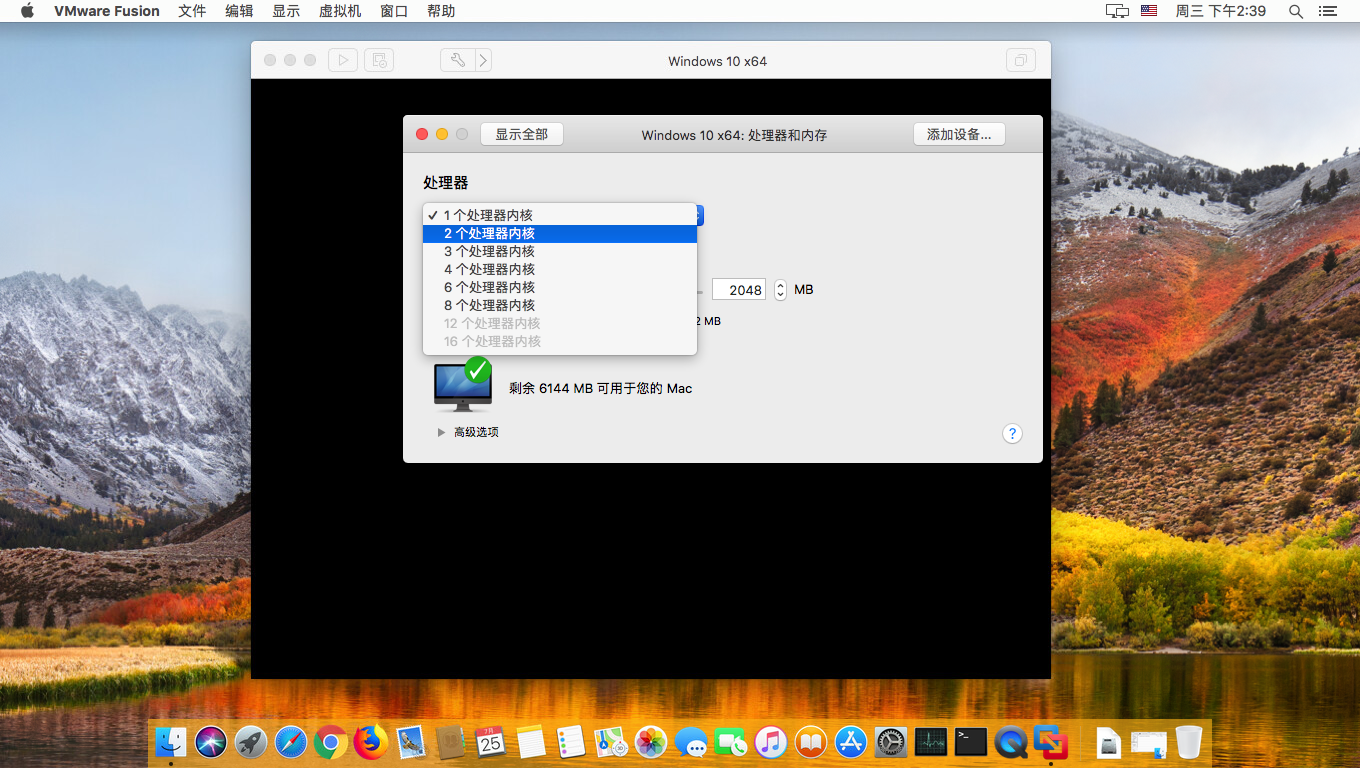 VMware Fusion 文件 编辑 显示 虚拟机 窗口 帮助 周三 下午2:39
Windows 10 x64
显示全部 Windows 10 x64: 处理器和内存 添加设备...
处理器
✓ 1 个处理器内核
2 个处理器内核
3 个处理器内核
4 个处理器内核
6 个处理器内核
8 个处理器内核
12 个处理器内核
16 个处理器内核
2048 MB
2 MB
剩余 6144 MB 可用于您的 Mac
高级选项
?
7月
25